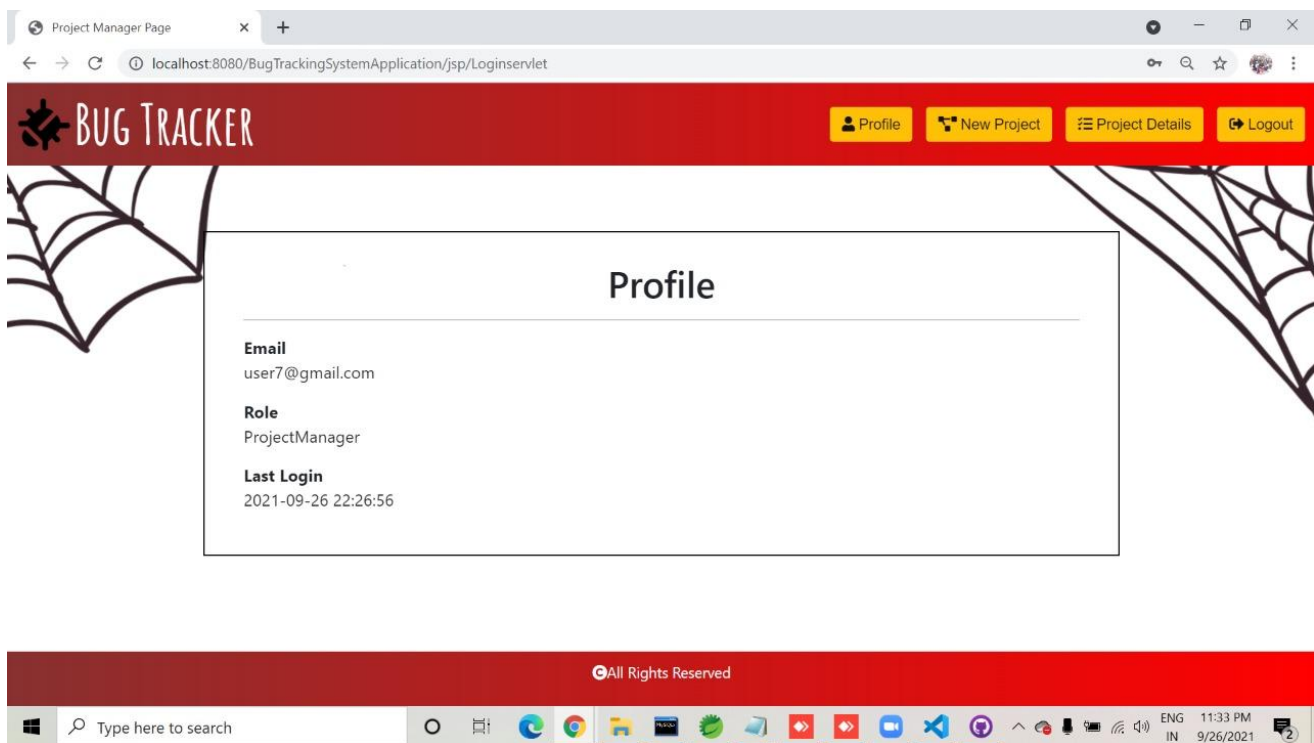 Project Manager Page
localhost:8080/BugTrackingSystemApplication/jsp/Loginservlet
BUG TRACKER
Profile New Project Project Details Logout
Profile
Email
user7@gmail.com
Role
ProjectManager
Last Login
2021-09-26 22:26:56
All Rights Reserved
Type here to search
ENG 11:33 PM
IN 9/26/2021
2